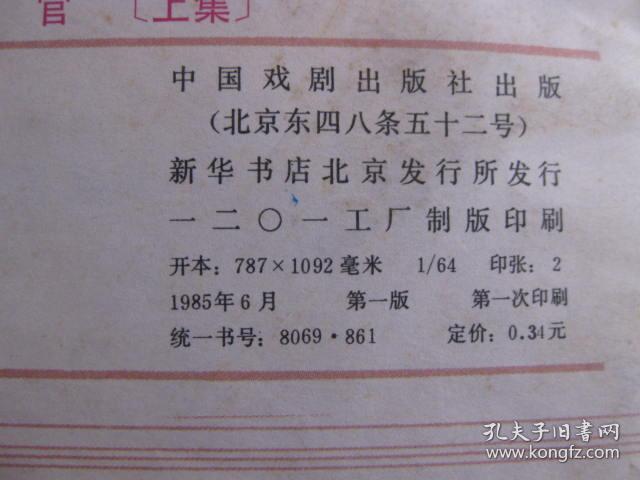 官 〔上集〕
中国戏剧出版社出版
（北京东四八条五十二号）
新华书店北京发行所发行
一二〇一工厂制版印刷
开本：787×1092毫米 1/64 印张：2
1985年6月 第一版 第一次印刷
统一书号：8069·861 定价：0.34元
孔夫子旧书网
www.kongfz.com